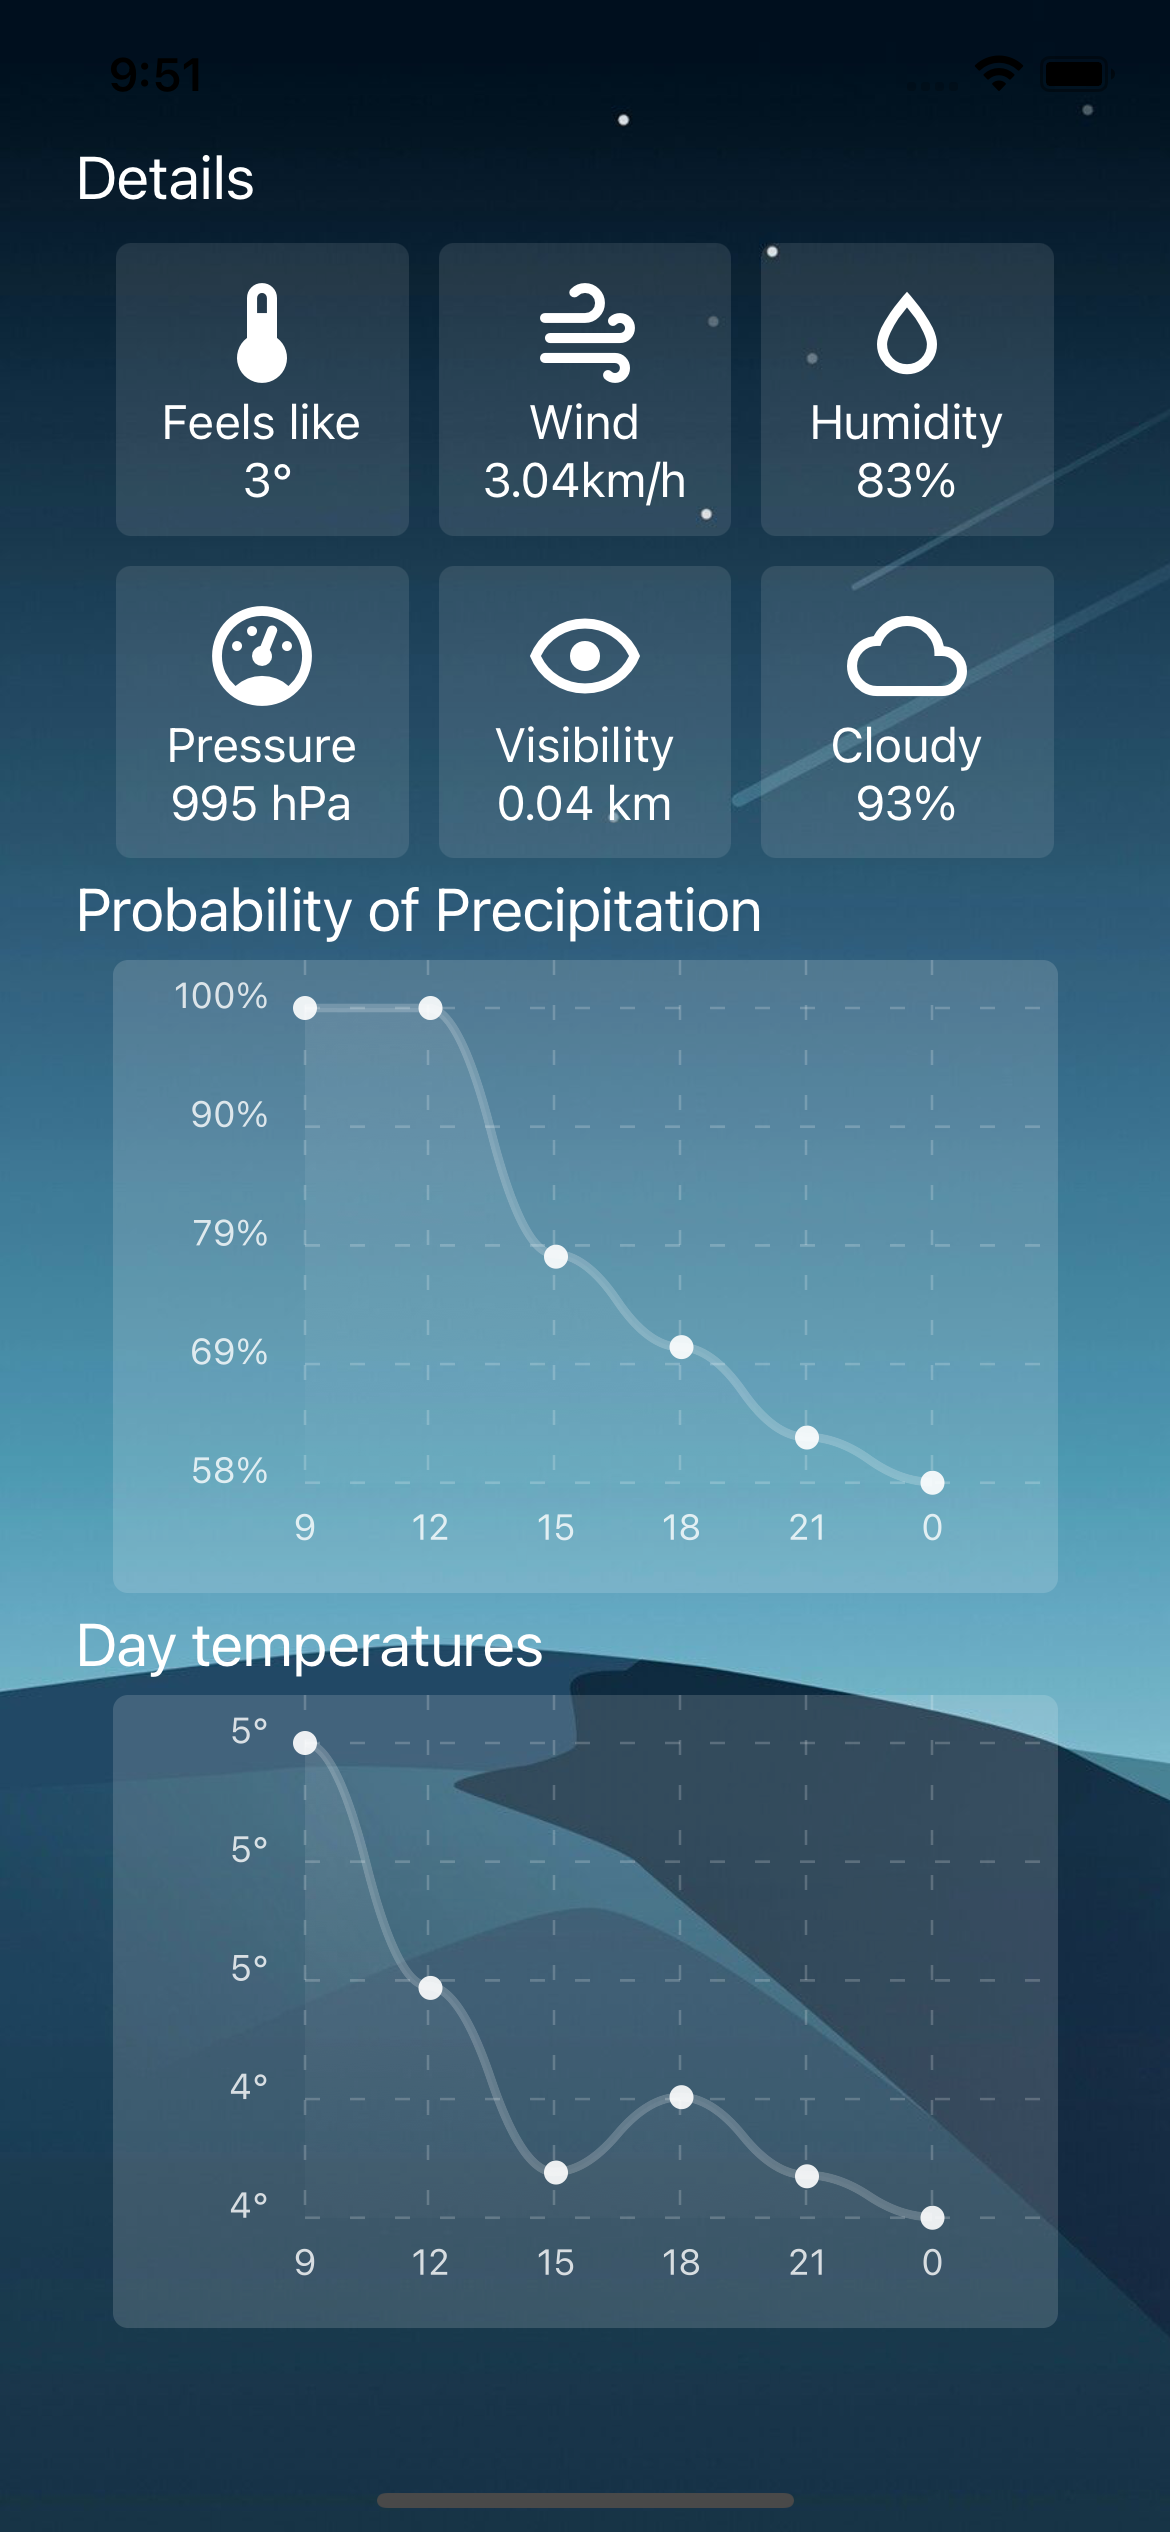 9:51
Details
Feels like
3°
Wind
3.04km/h
Humidity
83%
Pressure
995 hPa
Visibility
0.04 km
Cloudy
93%
Probability of Precipitation
100%
90%
79%
69%
58%
9 12 15 18 21 0
Day temperatures
5°
5°
5°
4°
4°
9 12 15 18 21 0